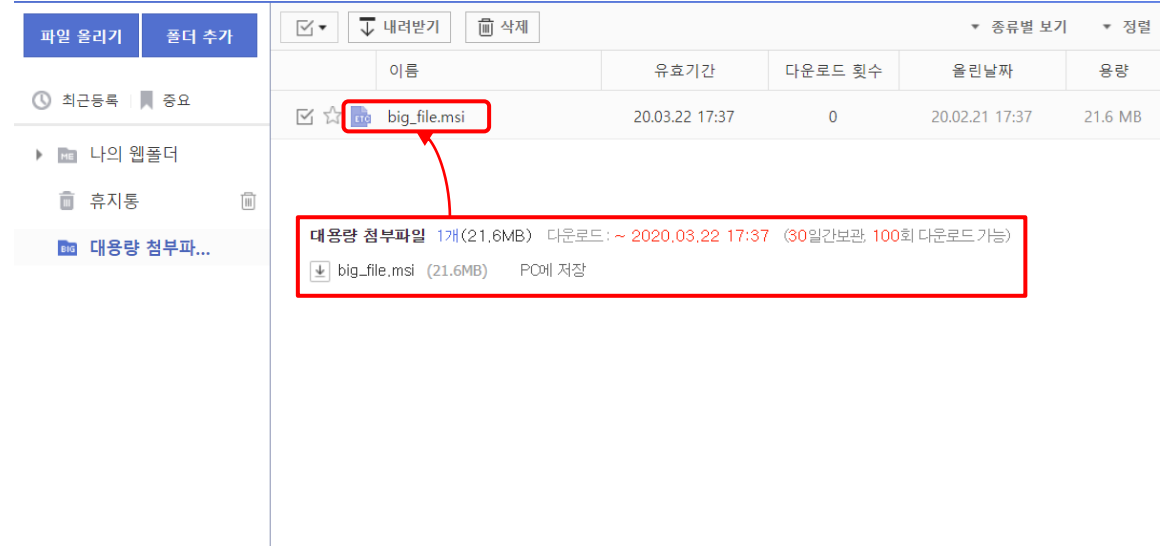 파일 올리기 폴더 추가
내려받기 삭제 종류별 보기 정렬
이름 유효기간 다운로드 횟수 올린날짜 용량
최근등록 중요
ETC big_file.msi 20.03.22 17:37 0 20.02.21 17:37 21.6 MB
ME 나의 웹폴더
휴지통
BIG 대용량 첨부파...
대용량 첨부파일 1개(21,6MB) 다운로드 : ~ 2020,03,22 17:37 (30일간보관, 100회 다운로드가능)
big_file,msi (21.6MB) PC에 저장